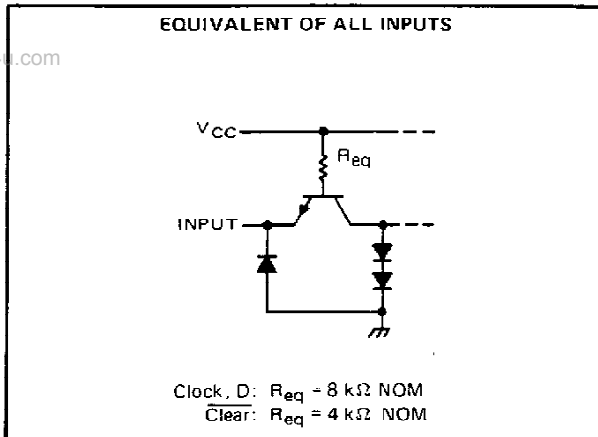 EQUIVALENT OF ALL INPUTS
u.com
VCC
Req
INPUT
Clock, D: Req = 8 kΩ NOM
Clear: Req = 4 kΩ NOM